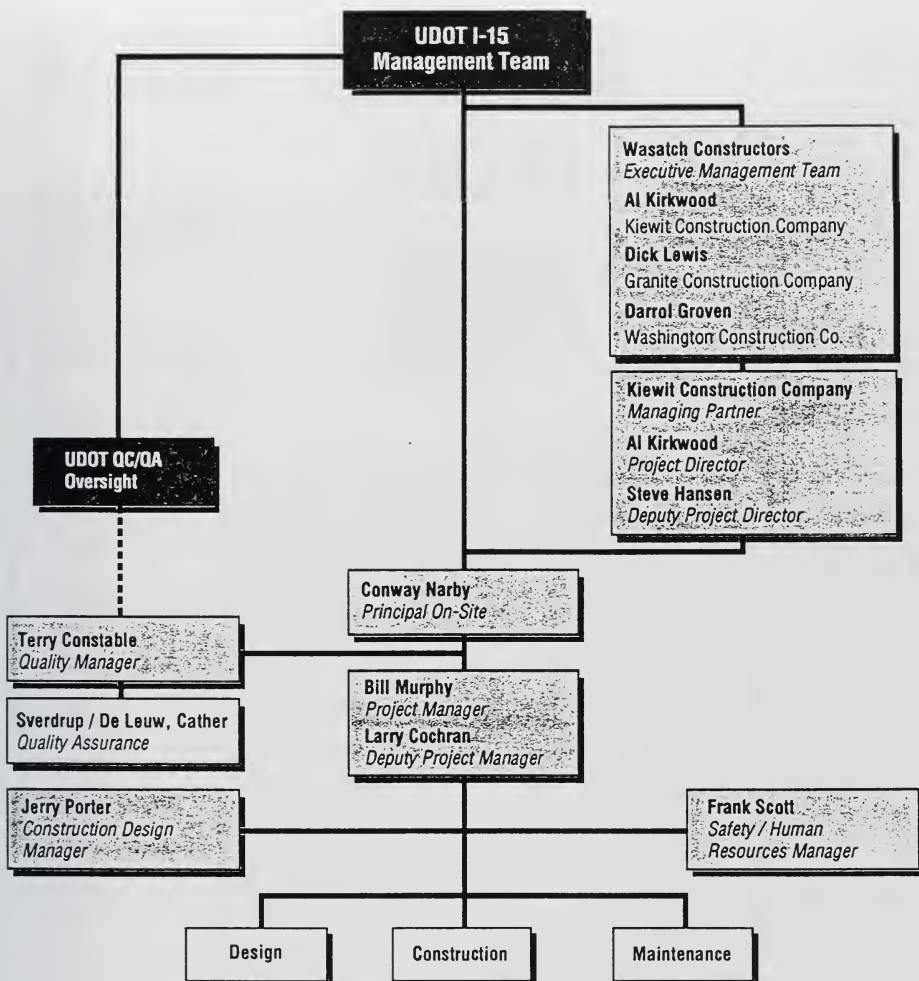 UDOT I-15
Management Team
Wasatch Constructors
Executive Management Team
Al Kirkwood
Kiewit Construction Company
Dick Lewis
Granite Construction Company
Darrol Groven
Washington Construction Co.
Kiewit Construction Company
Managing Partner
Al Kirkwood
Project Director
Steve Hansen
Deputy Project Director
UDOT QC/QA
Oversight
Conway Narby
Principal On-Site
Terry Constable
Quality Manager
Sverdrup / De Leuw, Cather
Quality Assurance
Bill Murphy
Project Manager
Larry Cochran
Deputy Project Manager
Jerry Porter
Construction Design
Manager
Frank Scott
Safety / Human
Resources Manager
Design
Construction
Maintenance